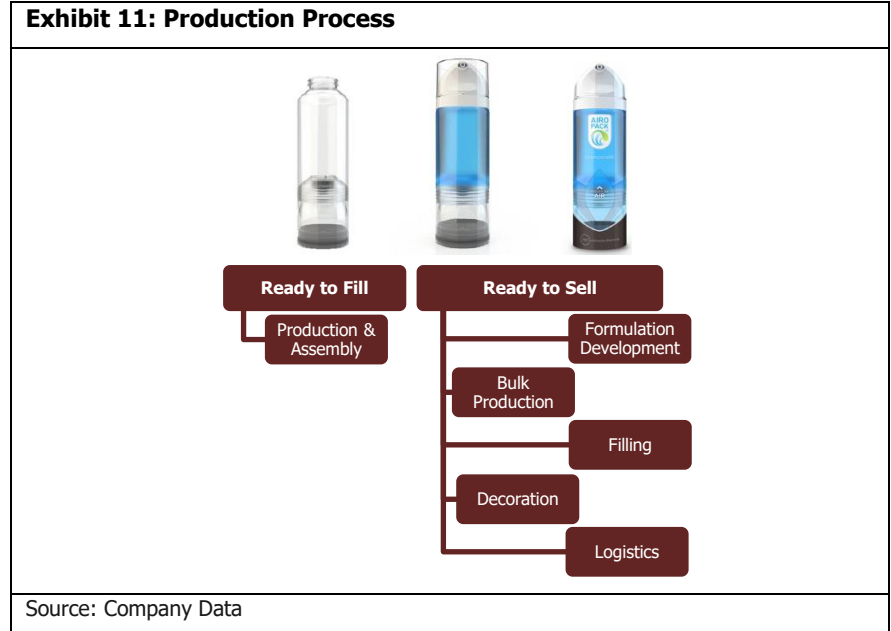 Exhibit 11: Production Process
AIRO
PACK
AIR
Ready to Fill
Ready to Sell
Production &
Assembly
Formulation
Development
Bulk
Production
Filling
Decoration
Logistics
Source: Company Data